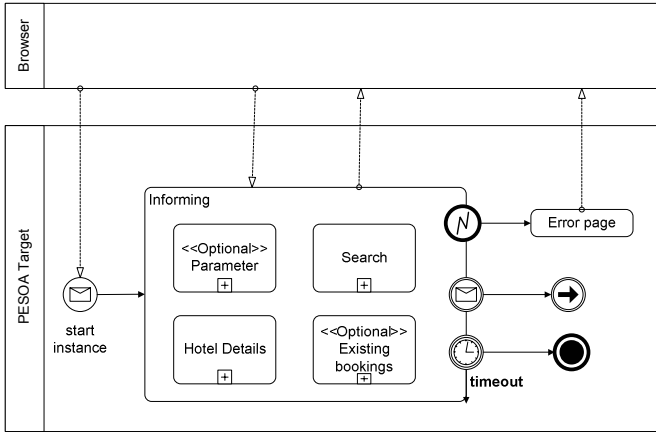 Browser
PESOA Target
start
instance
Informing
<<Optional>>
Parameter
Search
Hotel Details
<<Optional>>
Existing
bookings
Error page
timeout